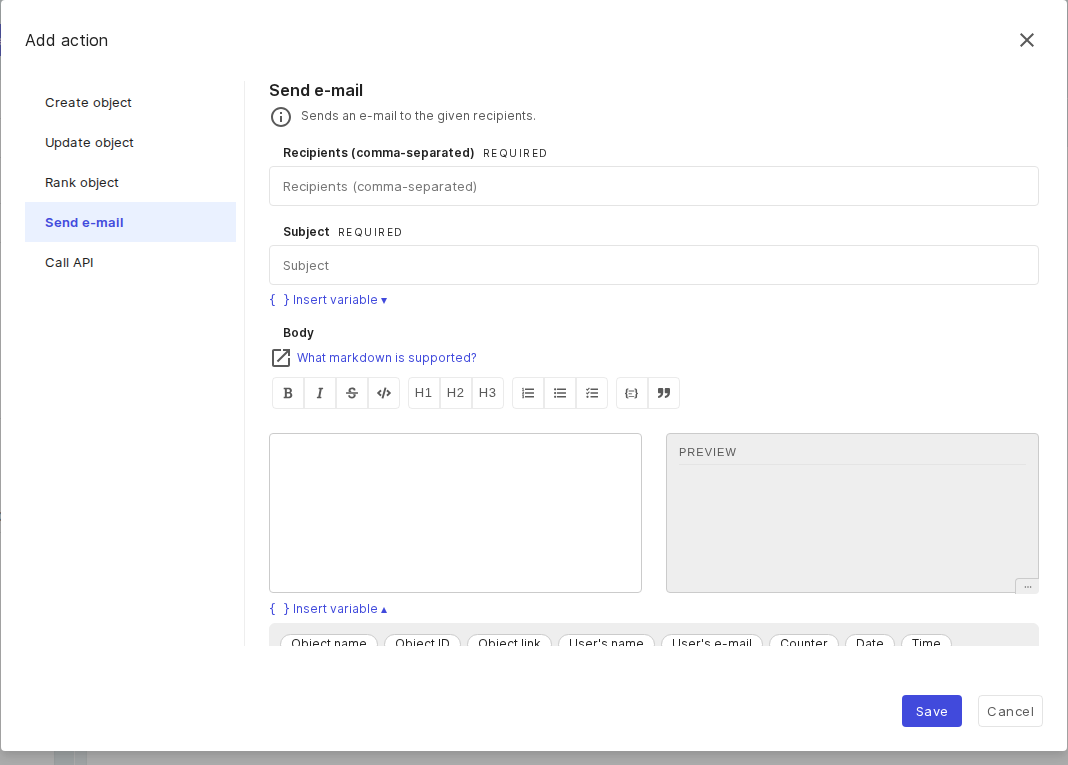 Add action
Create object
Update object
Rank object
Send e-mail
Call API
Send e-mail
Sends an e-mail to the given recipients.
Recipients (comma-separated) REQUIRED
Recipients (comma-separated)
Subject REQUIRED
Subject
{ } Insert variable ▾
Body
What markdown is supported?
B I S </> H1 H2 H3
PREVIEW
...
{ } Insert variable ▴
Object name Object ID Object link User's name User's e-mail Counter Date Time
Save Cancel